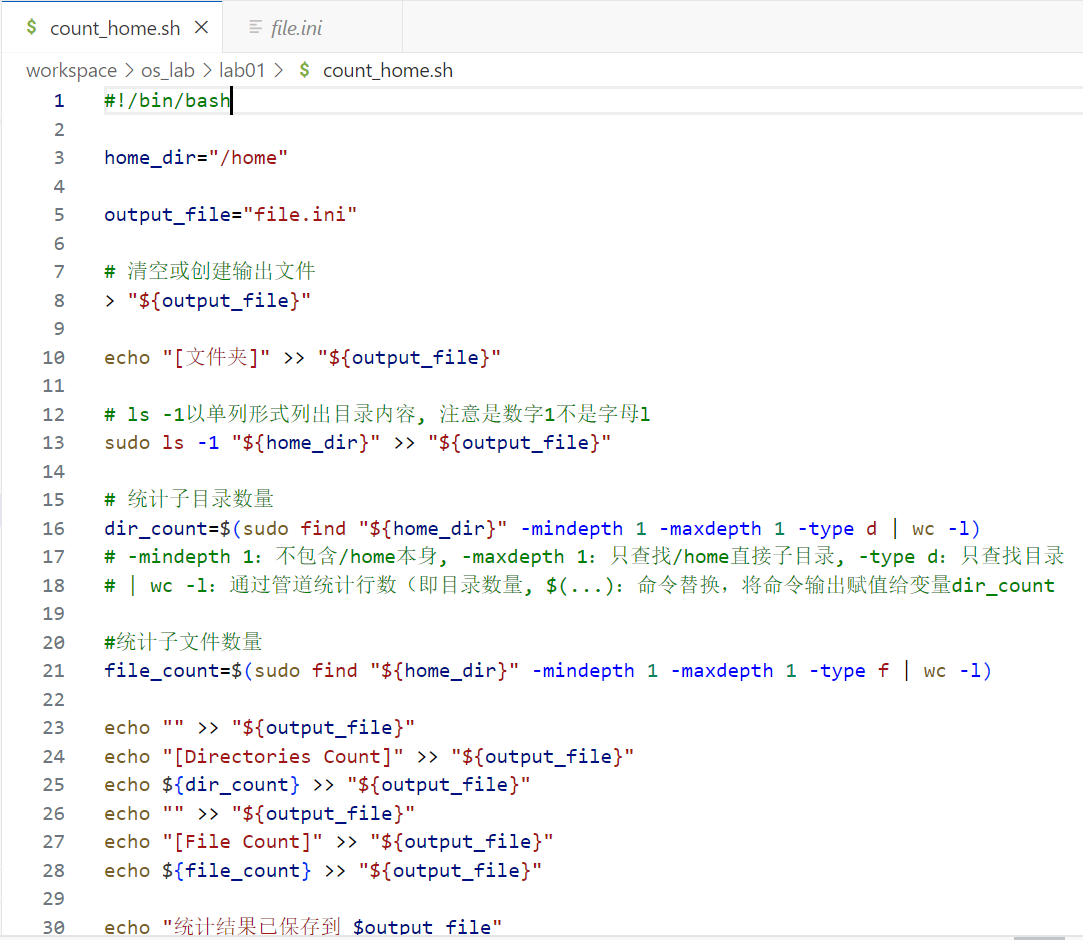 $ count_home.sh ×
file.ini
workspace > os_lab > lab01 > $ count_home.sh
1 #!/bin/bash
2
3 home_dir="/home"
4
5 output_file="file.ini"
6
7 # 清空或创建输出文件
8 > "${output_file}"
9
10 echo "[文件夹]" >> "${output_file}"
11
12 # ls -1以单列形式列出目录内容, 注意是数字1不是字母l
13 sudo ls -1 "${home_dir}" >> "${output_file}"
14
15 # 统计子目录数量
16 dir_count=$(sudo find "${home_dir}" -mindepth 1 -maxdepth 1 -type d | wc -l)
17 # -mindepth 1：不包含/home本身, -maxdepth 1：只查找/home直接子目录, -type d：只查找目录
18 # | wc -l：通过管道统计行数（即目录数量, $(...)：命令替换，将命令输出赋值给变量dir_count
19
20 #统计子文件数量
21 file_count=$(sudo find "${home_dir}" -mindepth 1 -maxdepth 1 -type f | wc -l)
22
23 echo "" >> "${output_file}"
24 echo "[Directories Count]" >> "${output_file}"
25 echo ${dir_count} >> "${output_file}"
26 echo "" >> "${output_file}"
27 echo "[File Count]" >> "${output_file}"
28 echo ${file_count} >> "${output_file}"
29
30 echo "统计结果已保存到 $output_file"